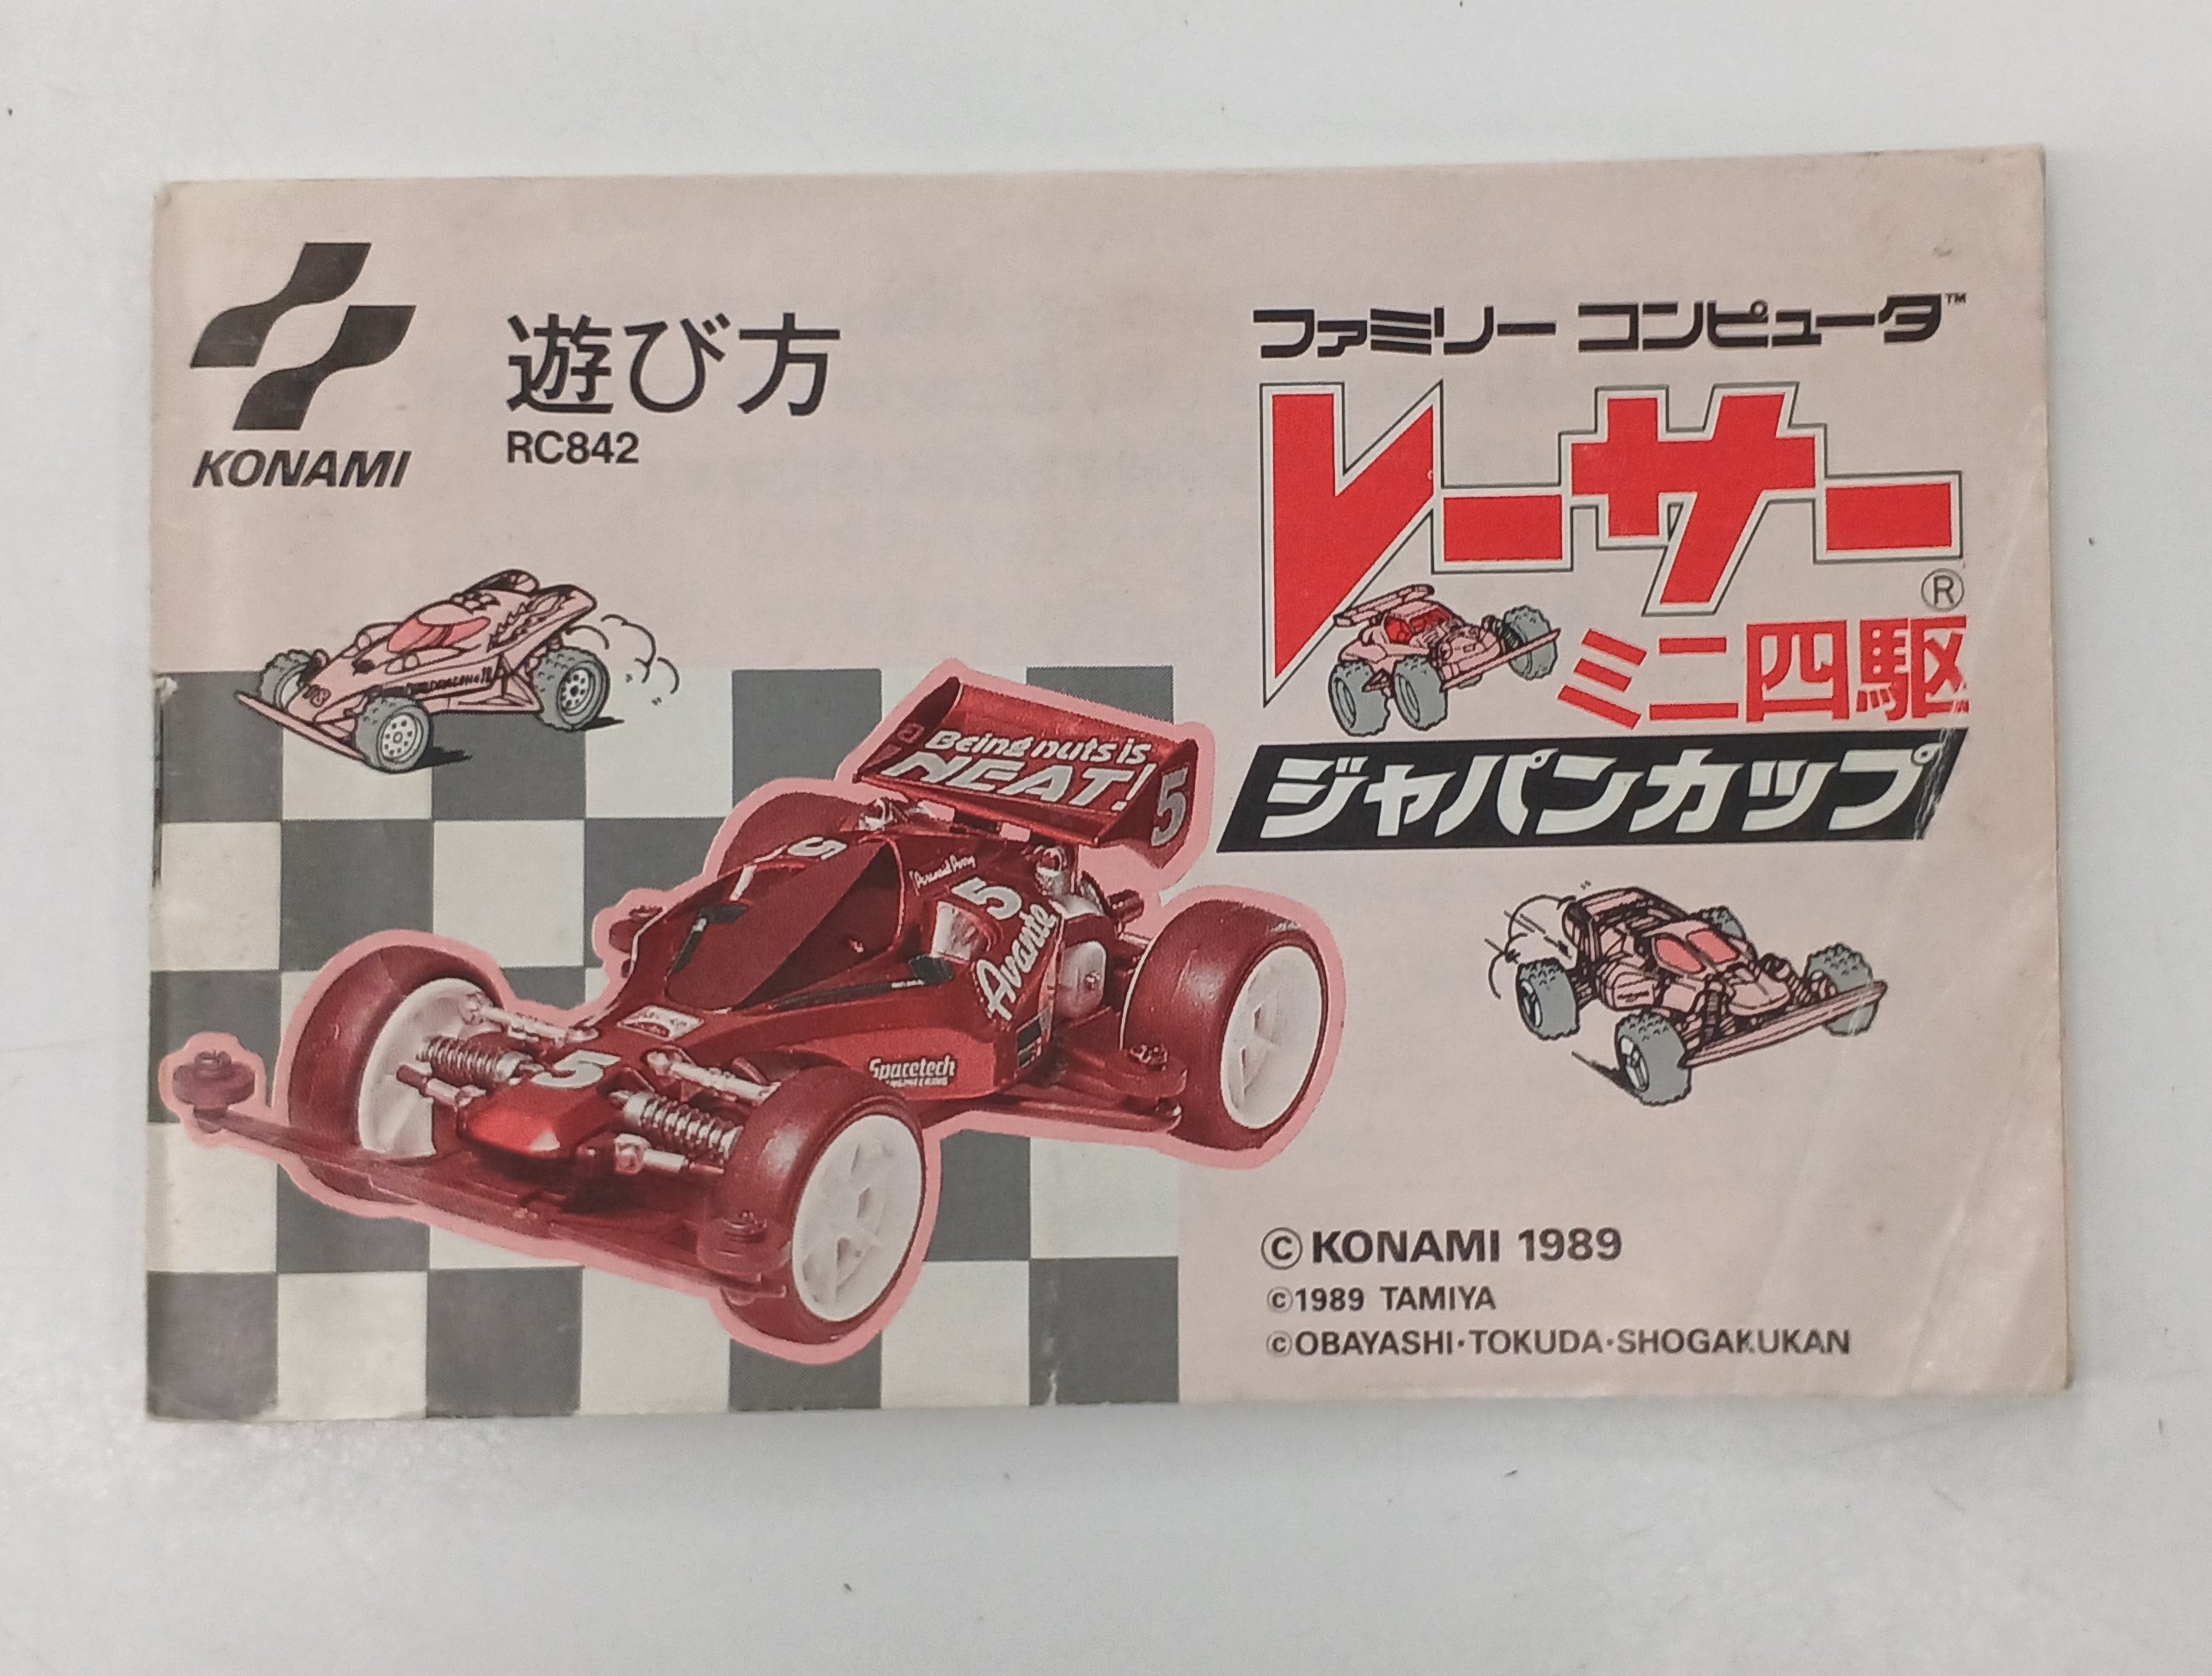 KONAMI
遊び方
RC842
ファミリー コンピュータ™
レーサー®
ミニ四駆
ジャパンカップ
Being nuts is
NEAT!
5
5
5
Avante
5
Spacetech
ENGINEERING
© KONAMI 1989
©1989 TAMIYA
©OBAYASHI・TOKUDA・SHOGAKUKAN